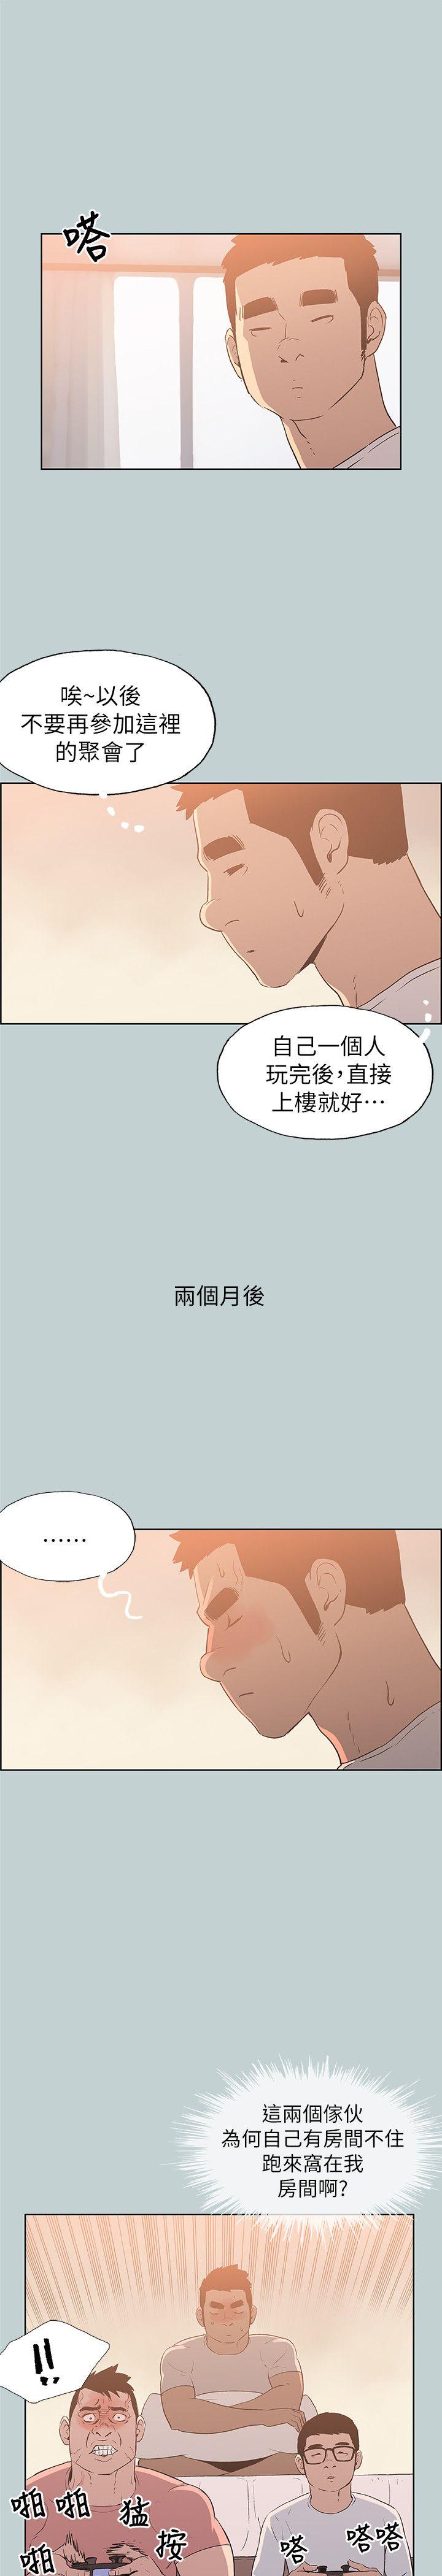 嗒
唉~以後
不要再參加這裡
的聚會了
自己一個人
玩完後，直接
上樓就好…
兩個月後
……
這兩個傢伙
為何自己有房間不住
跑來窩在我
房間啊?
!!
啪 啪 猛
啪 按
嗒 嗒嗒